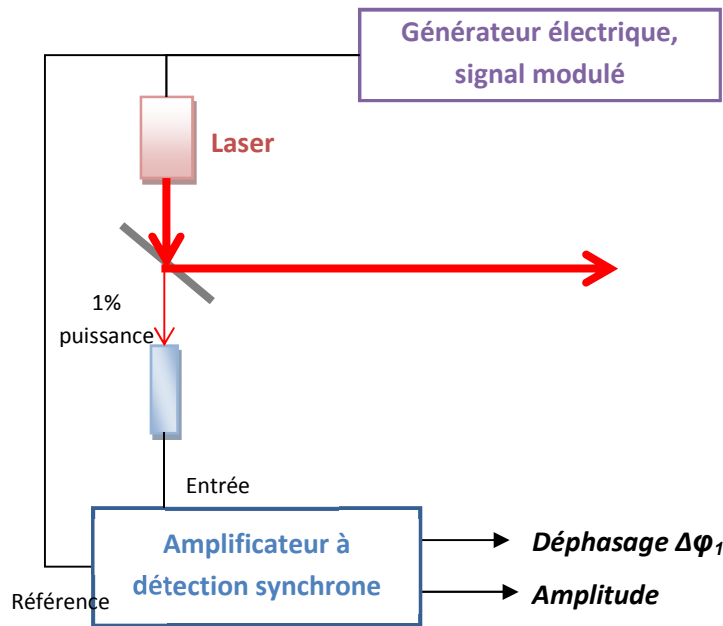 Générateur électrique,
signal modulé
Laser
1%
puissance
Entrée
Amplificateur à
détection synchrone
Référence
Déphasage Δφ₁
Amplitude